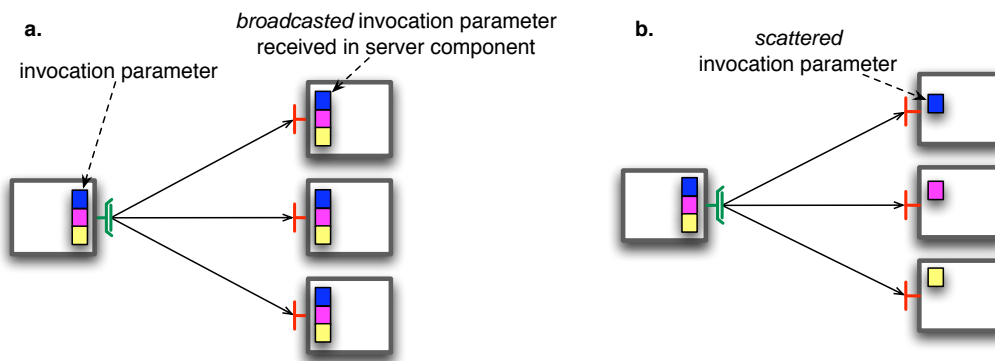 a.
broadcasted invocation parameter
received in server component
invocation parameter
b.
scattered
invocation parameter